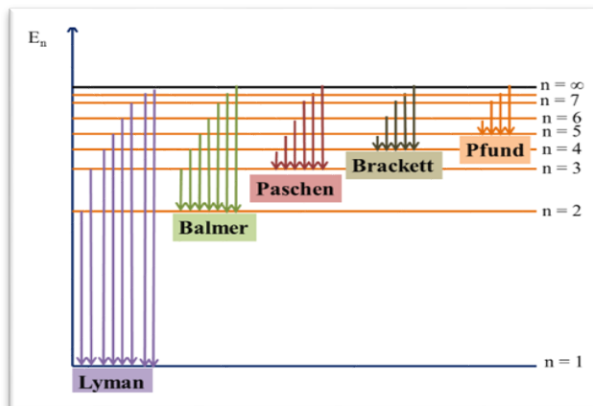 Eₙ
n = ∞
n = 7
n = 6
n = 5
n = 4
n = 3
n = 2
n = 1
Pfund
Brackett
Paschen
Balmer
Lyman